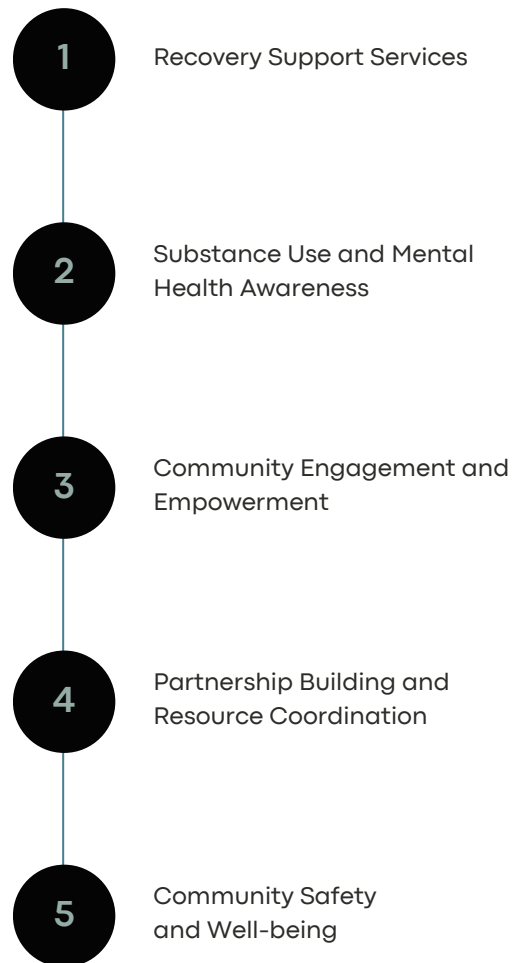 1
Recovery Support Services
2
Substance Use and Mental
Health Awareness
3
Community Engagement and
Empowerment
4
Partnership Building and
Resource Coordination
5
Community Safety
and Well-being